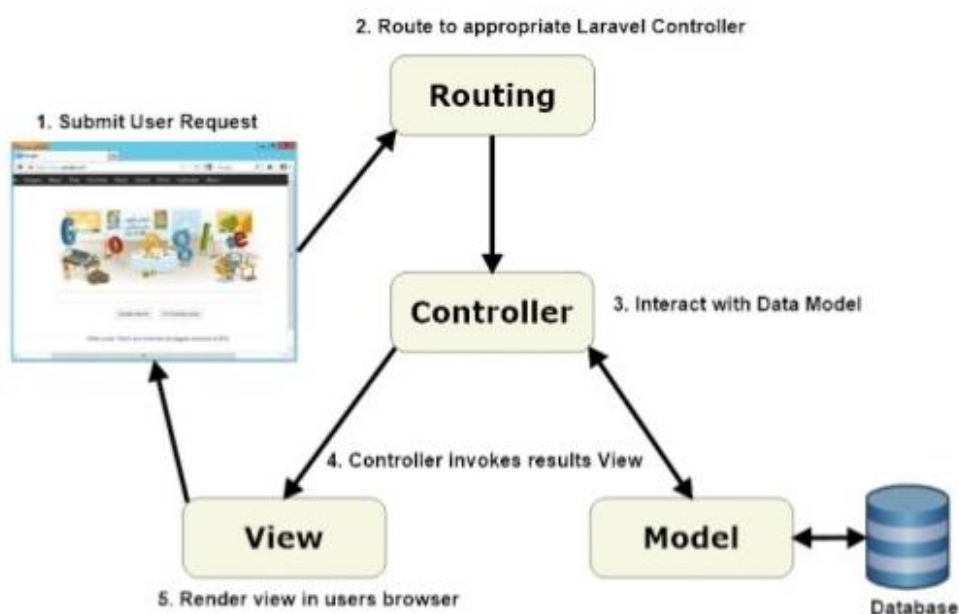 2. Route to appropriate Laravel Controller
Routing
1. Submit User Request
Google
Controller
3. Interact with Data Model
4. Controller invokes results View
View
Model
5. Render view in users browser
Database